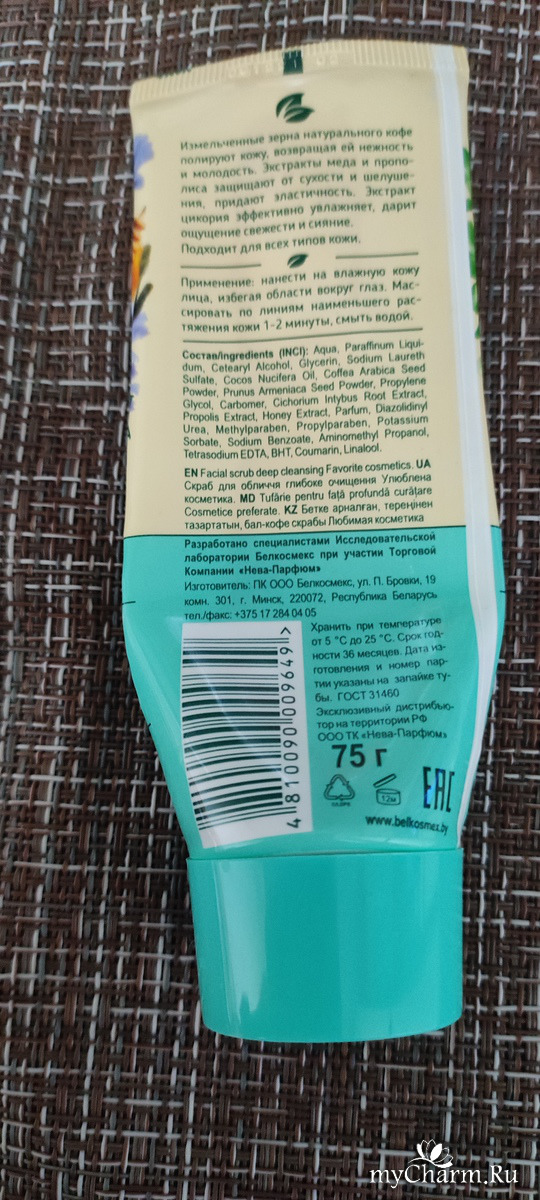 Измельченные зерна натурального кофе
полируют кожу, возвращая ей нежность
и молодость. Экстракты меда и пропо-
лиса защищают от сухости и шелуше-
ния, придают эластичность. Экстракт
цикория эффективно увлажняет, дарит
ощущение свежести и сияние.
Подходит для всех типов кожи.
Применение: нанести на влажную кожу
лица, избегая области вокруг глаз. Мас-
сировать по линиям наименьшего рас-
тяжения кожи 1-2 минуты, смыть водой.
Состав/ingredients (INCI): Aqua, Paraffinum Liqui-
dum, Cetearyl Alcohol, Glycerin, Sodium Laureth
Sulfate, Cocos Nucifera Oil, Coffea Arabica Seed
Powder, Prunus Armeniaca Seed Powder, Propylene
Glycol, Carbomer, Cichorium Intybus Root Extract,
Propolis Extract, Honey Extract, Parfum, Diazolidinyl
Urea, Methylparaben, Propylparaben, Potassium
Sorbate, Sodium Benzoate, Aminomethyl Propanol,
Tetrasodium EDTA, BHT, Coumarin, Linalool.
EN Facial scrub deep cleansing Favorite cosmetics. UA
Скраб для обличчя глибоке очищення Улюблена
косметика. MD Tufărie pentru față profundă curățare
Cosmetice preferate. KZ Бетке арналған, тереңінен
тазартатын, бал-кофе скрабы Любимая косметика
Разработано специалистами Исследовательской
лаборатории Белкосмекс при участии Торговой
Компании «Нева-Парфюм»
Изготовитель: ПК ООО Белкосмекс, ул. П. Бровки, 19
комн. 301, г. Минск, 220072, Республика Беларусь
тел./факс: +375 17 284 04 05
Хранить при температуре
от 5 °С до 25 °С. Срок год-
ности 36 месяцев. Дата из-
готовления и номер пар-
тии указаны на запайке ту-
бы. ГОСТ 31460
Эксклюзивный дистрибью-
тор на территории РФ
ООО ТК «Нева-Парфюм»
75 г
12м
EAC
www.belkosmex.by
4 810090 009649 >
myCharm.Ru